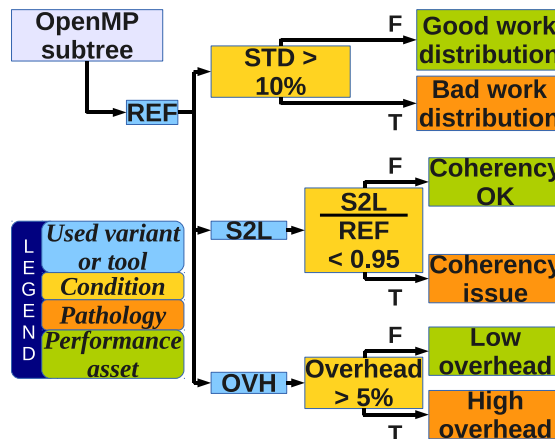 OpenMP
subtree
REF
STD >
10%
F
Good work
distribution
T
Bad work
distribution
S2L
S2L
REF
< 0.95
F
Coherency
OK
T
Coherency
issue
OVH
Overhead
> 5%
F
Low
overhead
T
High
overhead
LEGEND
Used variant
or tool
Condition
Pathology
Performance
asset